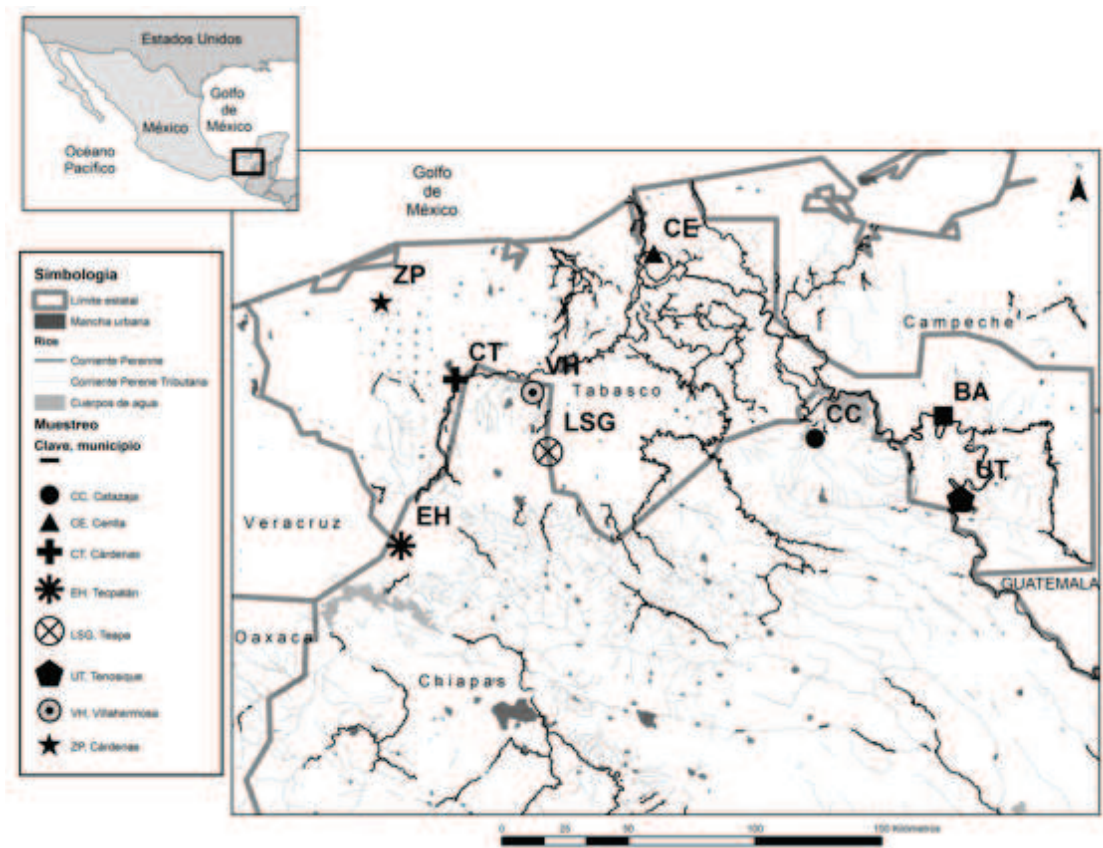 Estados Unidos
Golfo
de
México
México
Océano
Pacífico
Golfo
de
México
Simbologia
Límite estatal
Mancha urbana
Rios
Corriente Perenne
Corriente Perene Tributaria
Cuerpos de agua
Muestreo
Clave, municipio
CC. Catazaja
CE. Centla
CT. Cárdenas
EH. Tecpatán
LSG. Teapa
UT. Tenosique
VH. Villahermosa
ZP. Cárdenas
CE
ZP
Campeche
CT
VH
Tabasco
BA
LSG
CC
UT
EH
Veracruz
GUATEMALA
Oaxaca
Chiapas
0 25 50 100 150 Kilómetros